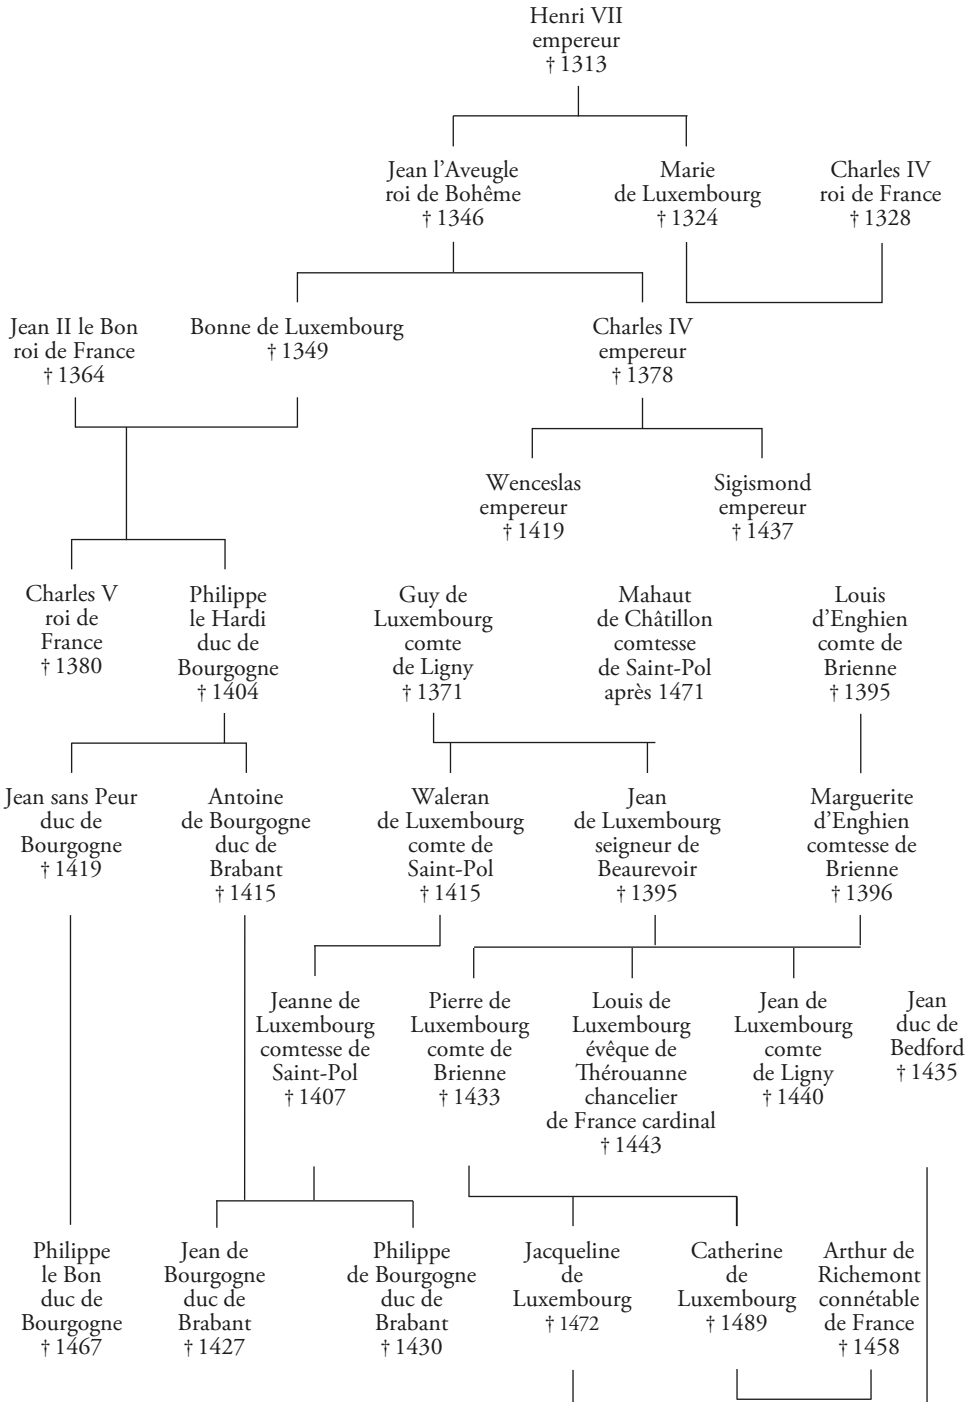 Henri VII
empereur
† 1313
Jean l'Aveugle
roi de Bohême
† 1346
Marie
de Luxembourg
† 1324
Charles IV
roi de France
† 1328
Jean II le Bon
roi de France
† 1364
Bonne de Luxembourg
† 1349
Charles IV
empereur
† 1378
Wenceslas
empereur
† 1419
Sigismond
empereur
† 1437
Charles V
roi de
France
† 1380
Philippe
le Hardi
duc de
Bourgogne
† 1404
Guy de
Luxembourg
comte
de Ligny
† 1371
Mahaut
de Châtillon
comtesse
de Saint-Pol
après 1471
Louis
d'Enghien
comte de
Brienne
† 1395
Jean sans Peur
duc de
Bourgogne
† 1419
Antoine
de Bourgogne
duc de
Brabant
† 1415
Waleran
de Luxembourg
comte de
Saint-Pol
† 1415
Jean
de Luxembourg
seigneur de
Beaurevoir
† 1395
Marguerite
d'Enghien
comtesse de
Brienne
† 1396
Jeanne de
Luxembourg
comtesse de
Saint-Pol
† 1407
Pierre de
Luxembourg
comte de
Brienne
† 1433
Louis de
Luxembourg
évêque de
Thérouanne
chancelier
de France cardinal
† 1443
Jean de
Luxembourg
comte
de Ligny
† 1440
Jean
duc de
Bedford
† 1435
Philippe
le Bon
duc de
Bourgogne
† 1467
Jean de
Bourgogne
duc de
Brabant
† 1427
Philippe
de Bourgogne
duc de
Brabant
† 1430
Jacqueline
de
Luxembourg
† 1472
Catherine
de
Luxembourg
† 1489
Arthur de
Richemont
connétable
de France
† 1458